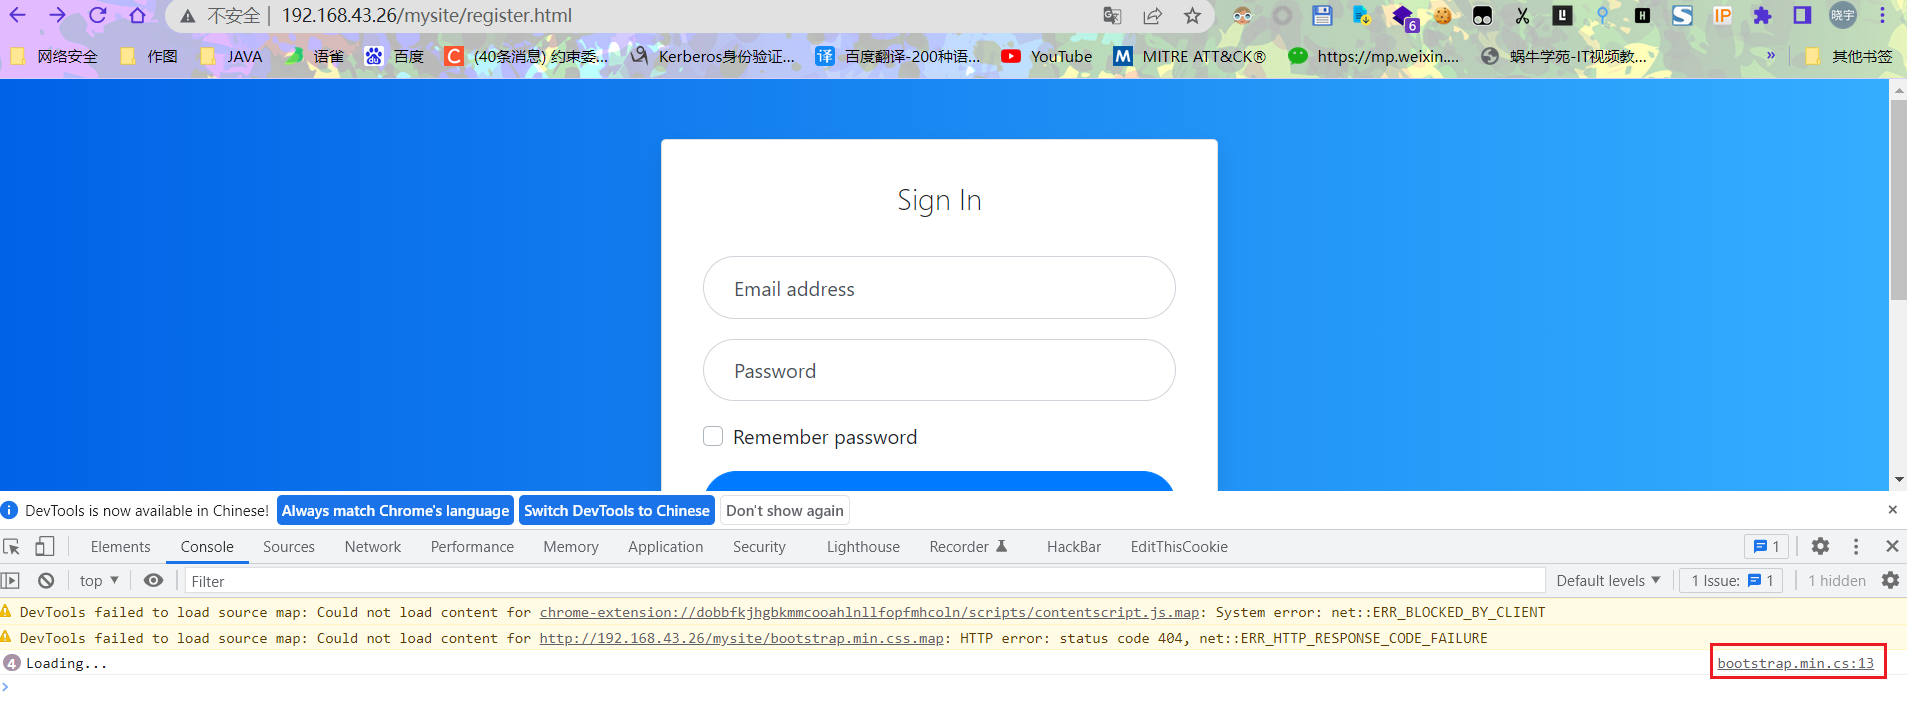 不安全 | 192.168.43.26/mysite/register.html
6
晓宇
网络安全 作图 JAVA 语雀 百度 C (40条消息) 约束委... Kerberos身份验证... 译 百度翻译-200种语... YouTube M MITRE ATT&CK® https://mp.weixin.... 蜗牛学苑-IT视频教... » 其他书签
Sign In
Email address
Password
Remember password
DevTools is now available in Chinese! Always match Chrome's language Switch DevTools to Chinese Don't show again
Elements Console Sources Network Performance Memory Application Security Lighthouse Recorder HackBar EditThisCookie 1
top Filter Default levels 1 Issue: 1 1 hidden
DevTools failed to load source map: Could not load content for chrome-extension://dobbfkjhgbkmmcooahlnllfopfmhcoln/scripts/contentscript.js.map: System error: net::ERR_BLOCKED_BY_CLIENT
DevTools failed to load source map: Could not load content for http://192.168.43.26/mysite/bootstrap.min.css.map: HTTP error: status code 404, net::ERR_HTTP_RESPONSE_CODE_FAILURE
4 Loading... bootstrap.min.cs:13